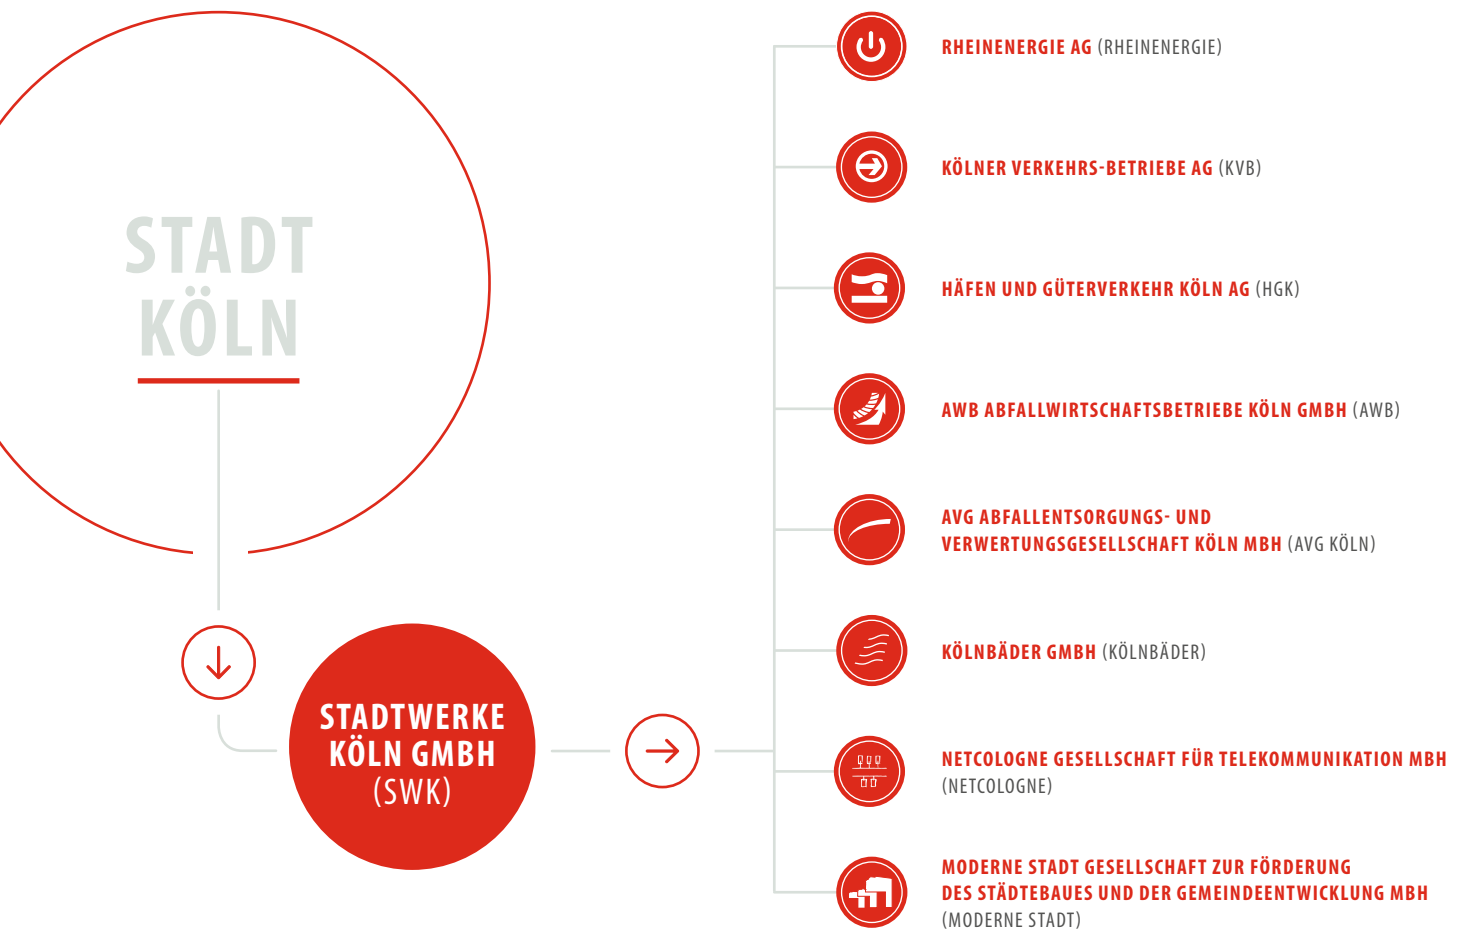 STADT
KÖLN
STADTWERKE
KÖLN GMBH
(SWK)
RHEINENERGIE AG (RHEINENERGIE)
KÖLNER VERKEHRS-BETRIEBE AG (KVB)
HÄFEN UND GÜTERVERKEHR KÖLN AG (HGK)
AWB ABFALLWIRTSCHAFTSBETRIEBE KÖLN GMBH (AWB)
AVG ABFALLENTSORGUNGS- UND
VERWERTUNGSGESELLSCHAFT KÖLN MBH (AVG KÖLN)
KÖLNBÄDER GMBH (KÖLNBÄDER)
NETCOLOGNE GESELLSCHAFT FÜR TELEKOMMUNIKATION MBH
(NETCOLOGNE)
MODERNE STADT GESELLSCHAFT ZUR FÖRDERUNG
DES STÄDTEBAUES UND DER GEMEINDEENTWICKLUNG MBH
(MODERNE STADT)